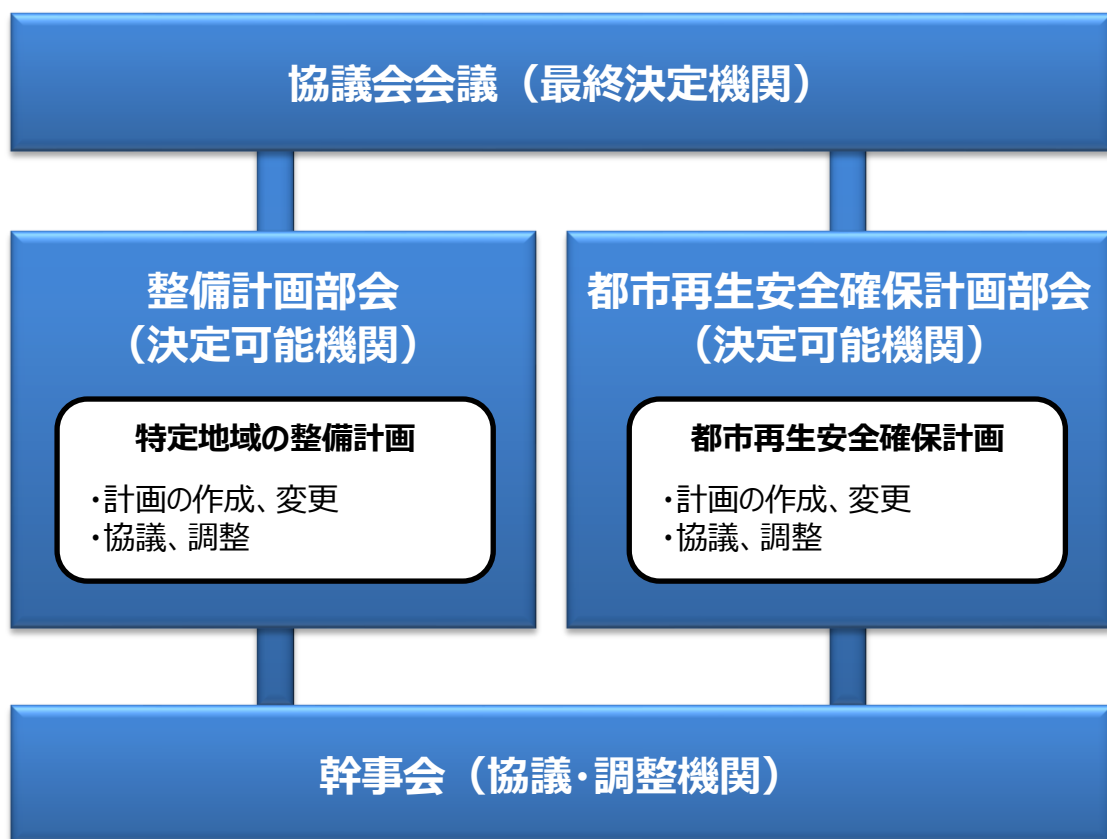 協議会会議（最終決定機関）
整備計画部会
（決定可能機関）
特定地域の整備計画
・計画の作成、変更
・協議、調整
都市再生安全確保計画部会
（決定可能機関）
都市再生安全確保計画
・計画の作成、変更
・協議、調整
幹事会（協議・調整機関）